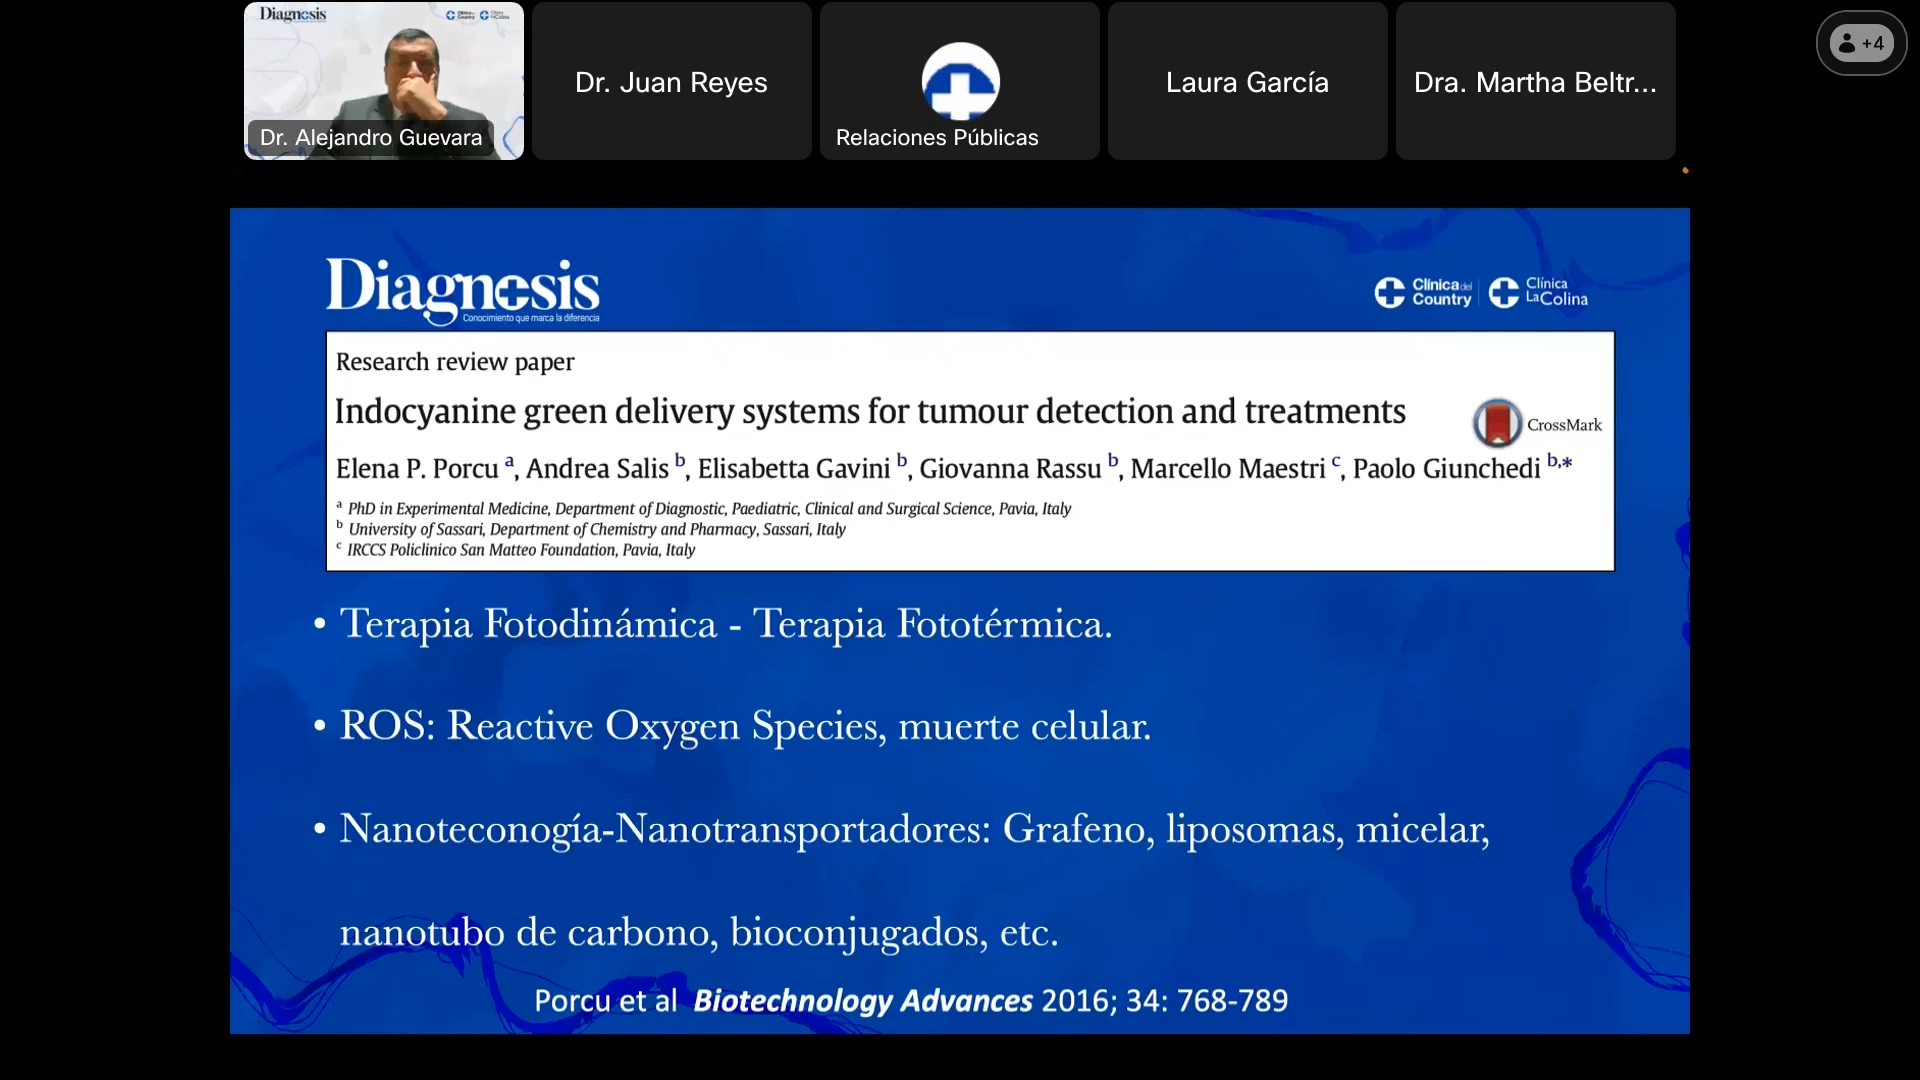 Diagnosis
Clínica del Country
Clínica
Dr. Alejandro Guevara
Dr. Juan Reyes
Relaciones Públicas
Laura García
Dra. Martha Beltr...
+4
Diagnosis
Conocimiento que marca la diferencia
Clínica del
Country
Clínica
La Colina
Research review paper
Indocyanine green delivery systems for tumour detection and treatments
CrossMark
Elena P. Porcu a, Andrea Salis b, Elisabetta Gavini b, Giovanna Rassu b, Marcello Maestri c, Paolo Giunchedi b,*
a PhD in Experimental Medicine, Department of Diagnostic, Paediatric, Clinical and Surgical Science, Pavia, Italy
b University of Sassari, Department of Chemistry and Pharmacy, Sassari, Italy
c IRCCS Policlinico San Matteo Foundation, Pavia, Italy
• Terapia Fotodinámica - Terapia Fototérmica.
• ROS: Reactive Oxygen Species, muerte celular.
• Nanoteconogía-Nanotransportadores: Grafeno, liposomas, micelar,
nanotubo de carbono, bioconjugados, etc.
Porcu et al Biotechnology Advances 2016; 34: 768-789